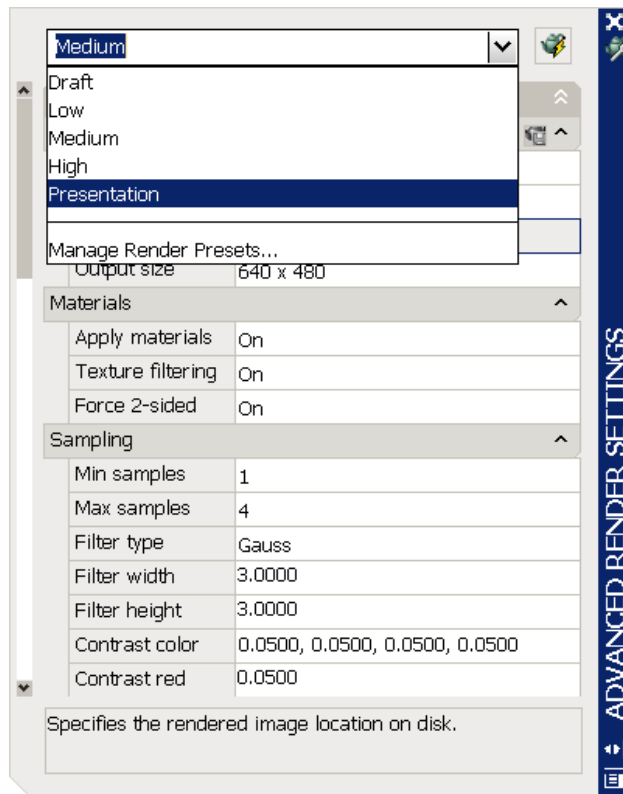 Medium
Draft
Low
Medium
High
Presentation
Manage Render Presets...
Output size 640 x 480
Materials
Apply materials On
Texture filtering On
Force 2-sided On
Sampling
Min samples 1
Max samples 4
Filter type Gauss
Filter width 3.0000
Filter height 3.0000
Contrast color 0.0500, 0.0500, 0.0500, 0.0500
Contrast red 0.0500
Specifies the rendered image location on disk.
ADVANCED RENDER SETTINGS